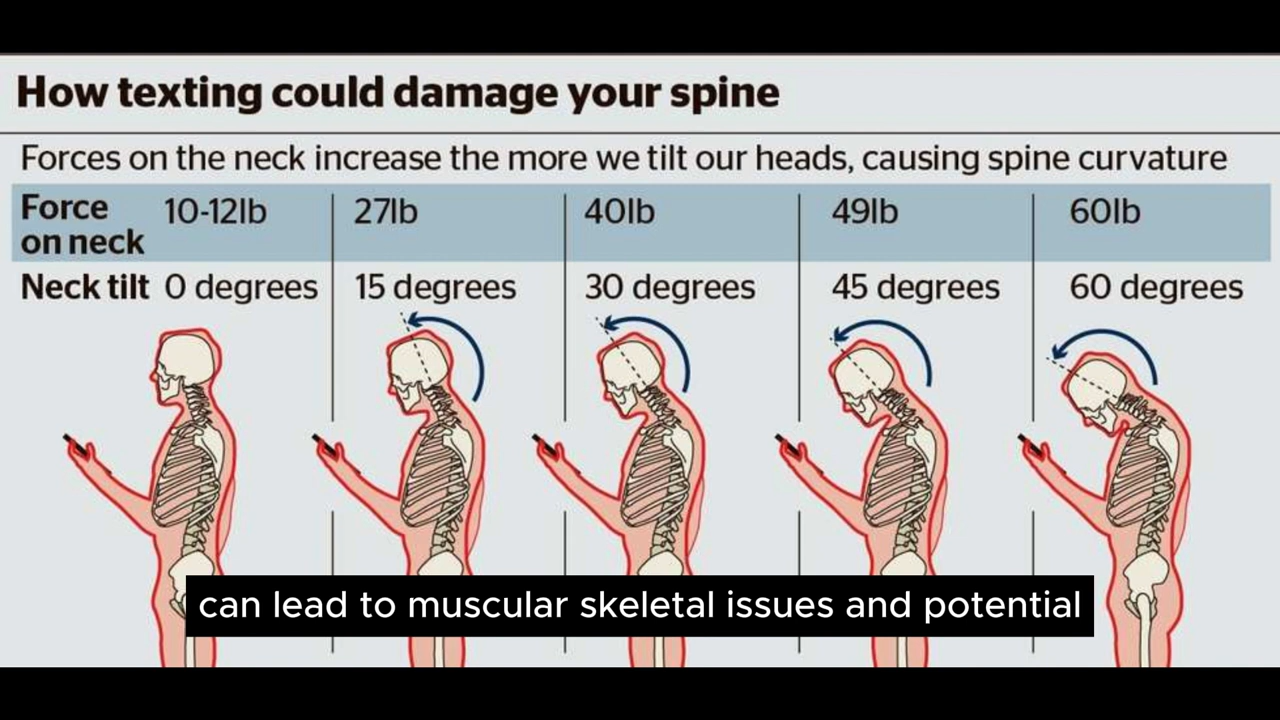 How texting could damage your spine
Forces on the neck increase the more we tilt our heads, causing spine curvature
Force on neck 10-12lb 27lb 40lb 49lb 60lb
Neck tilt 0 degrees 15 degrees 30 degrees 45 degrees 60 degrees
can lead to muscular skeletal issues and potential